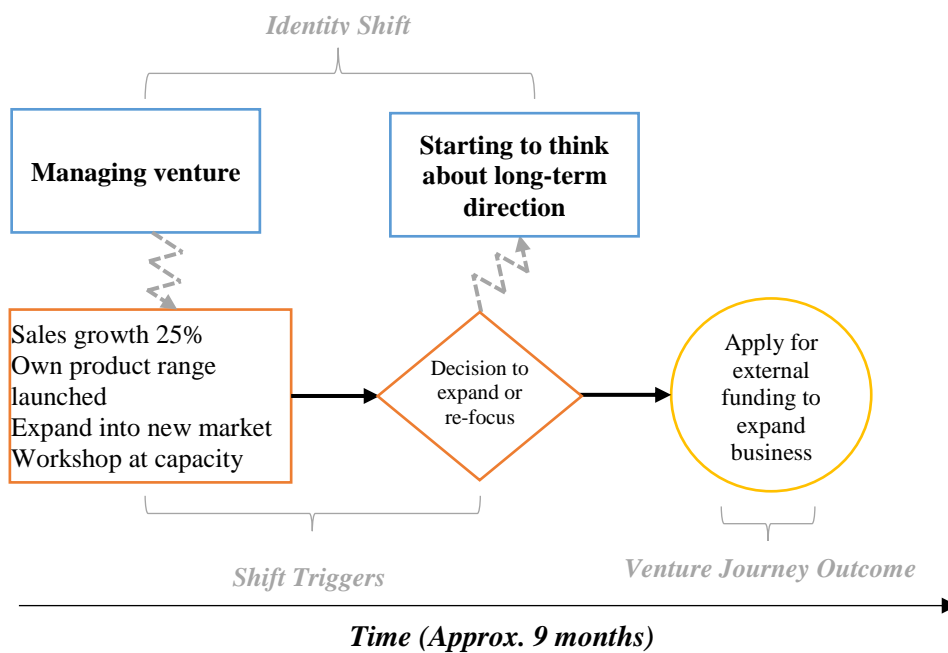 Identity Shift
Managing venture
Starting to think
about long-term
direction
Sales growth 25%
Own product range
launched
Expand into new market
Workshop at capacity
Decision to
expand or
re-focus
Apply for
external
funding to
expand
business
Shift Triggers
Venture Journey Outcome
Time (Approx. 9 months)